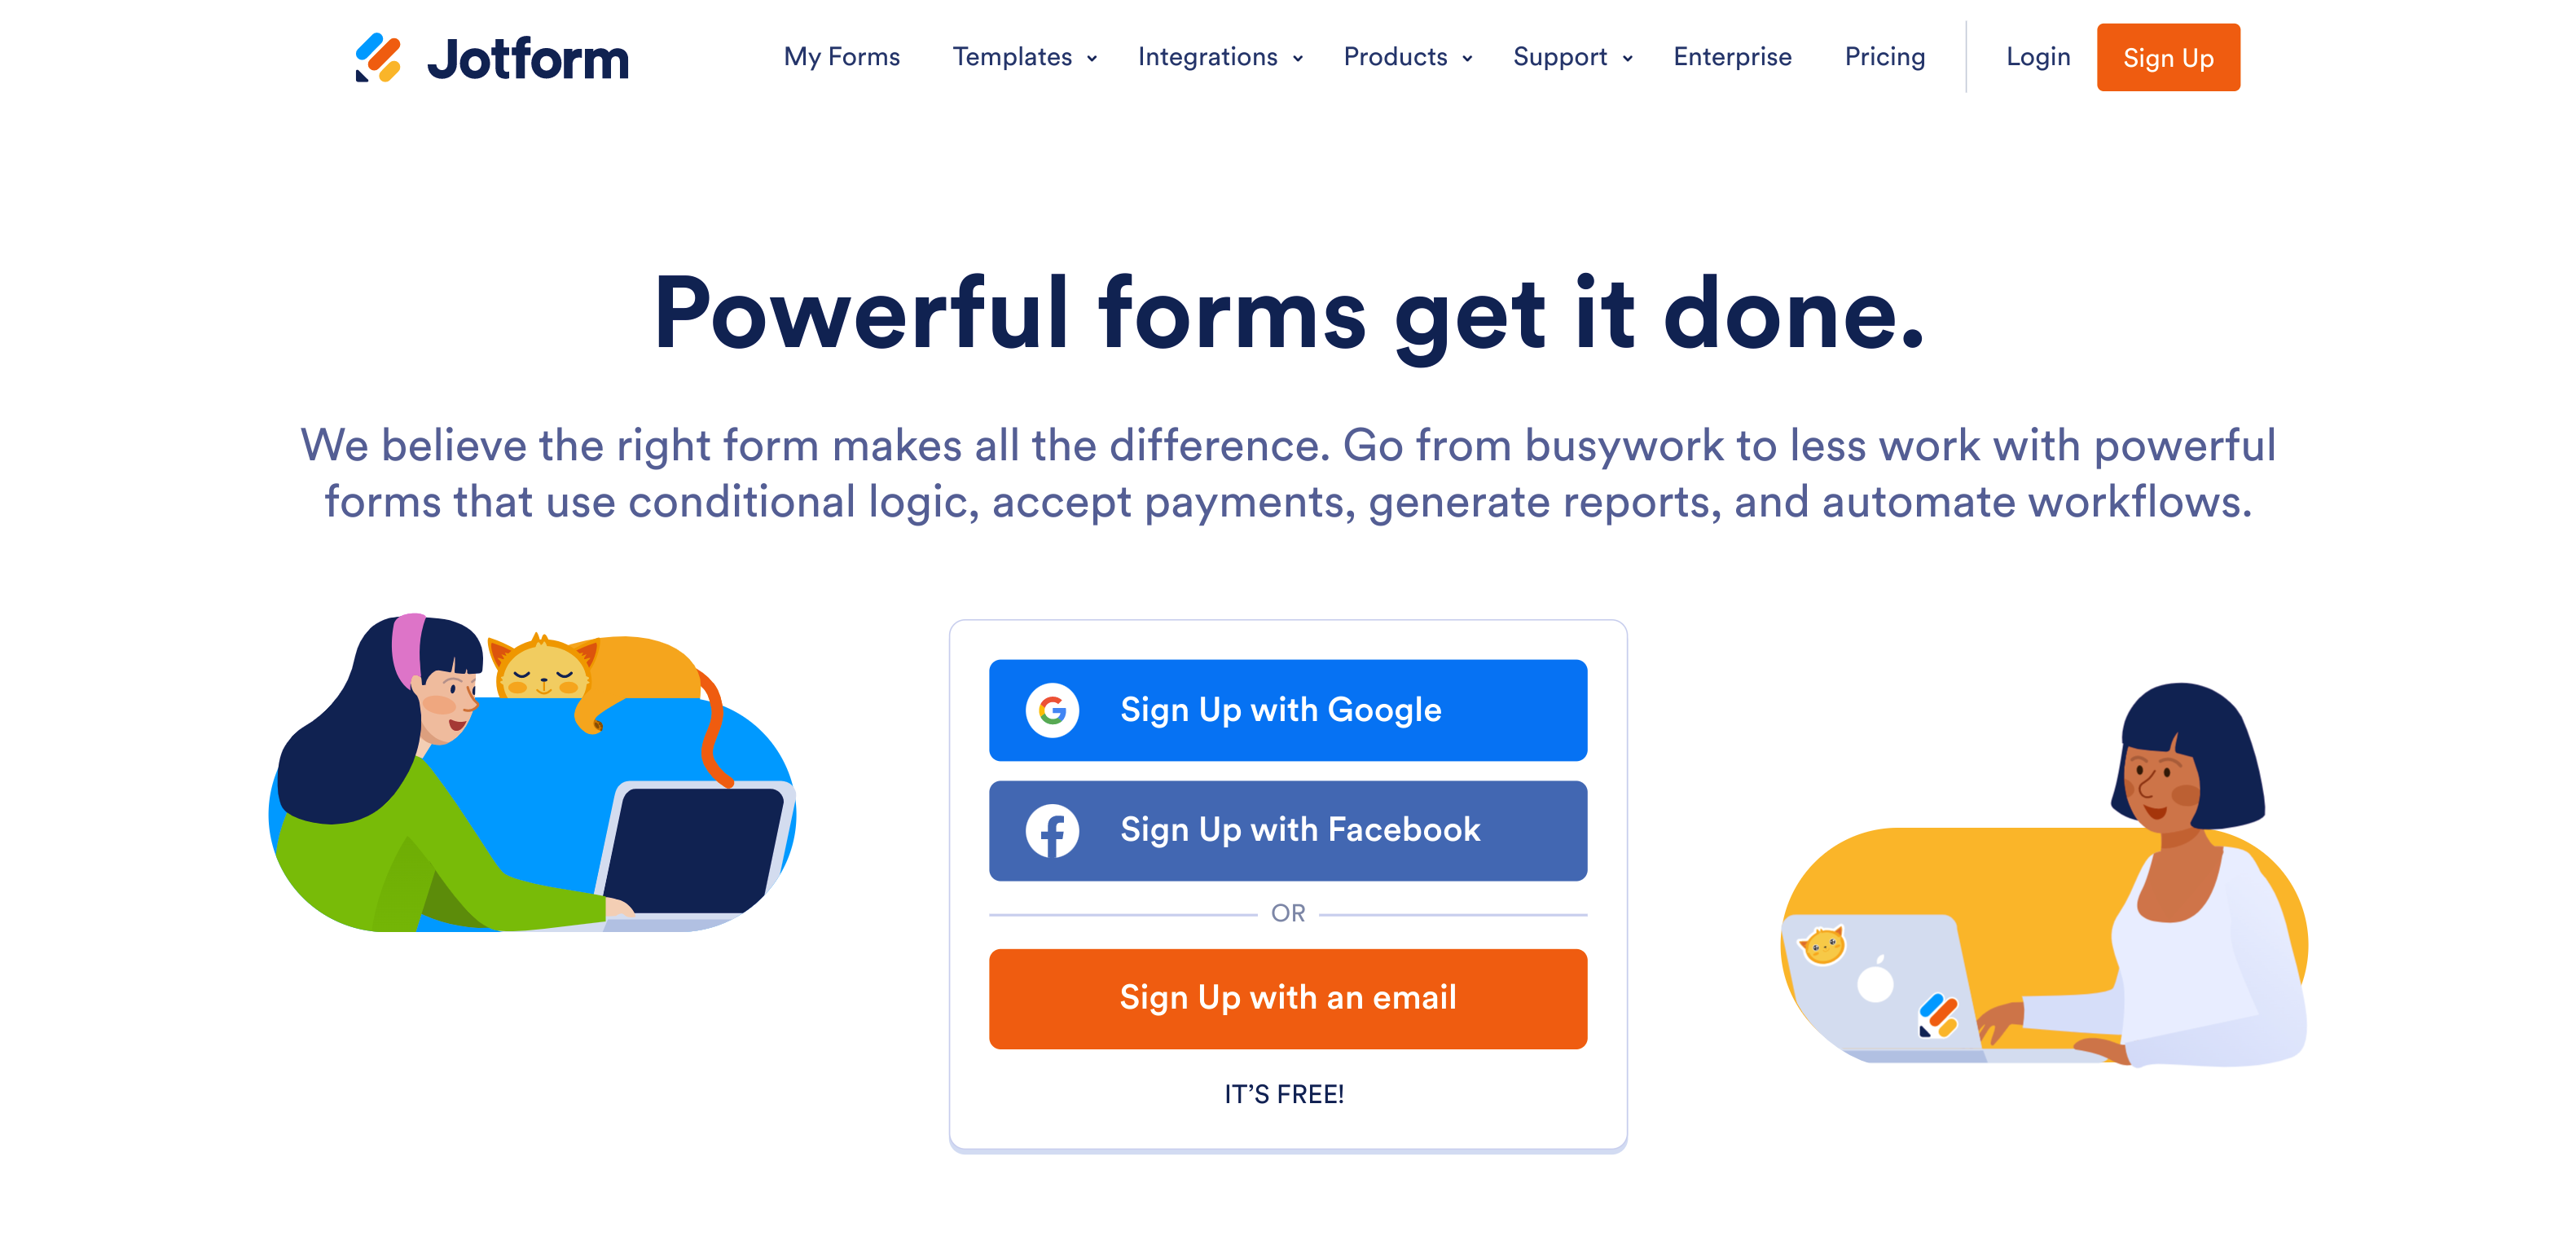 Jotform
My Forms Templates Integrations Products Support Enterprise Pricing Login Sign Up
Powerful forms get it done.
We believe the right form makes all the difference. Go from busywork to less work with powerful
forms that use conditional logic, accept payments, generate reports, and automate workflows.
Sign Up with Google
Sign Up with Facebook
OR
Sign Up with an email
IT’S FREE!